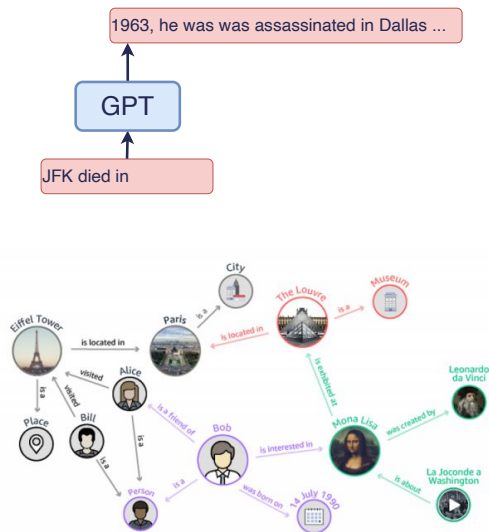 1963, he was was assassinated in Dallas ...
GPT
JFK died in
City
Museum
The Louvre
is a
is a
Paris
Eiffel Tower
is located in
is located in
Leonardo
da Vinci
Alice
visited
visited
is exhibited at
is a
is a friend of
was created by
Mona Lisa
Place
Bill
Bob
is interested in
is a
is a
La Joconde a
Washington
is about
Person
is a
was born on
14 July 1990